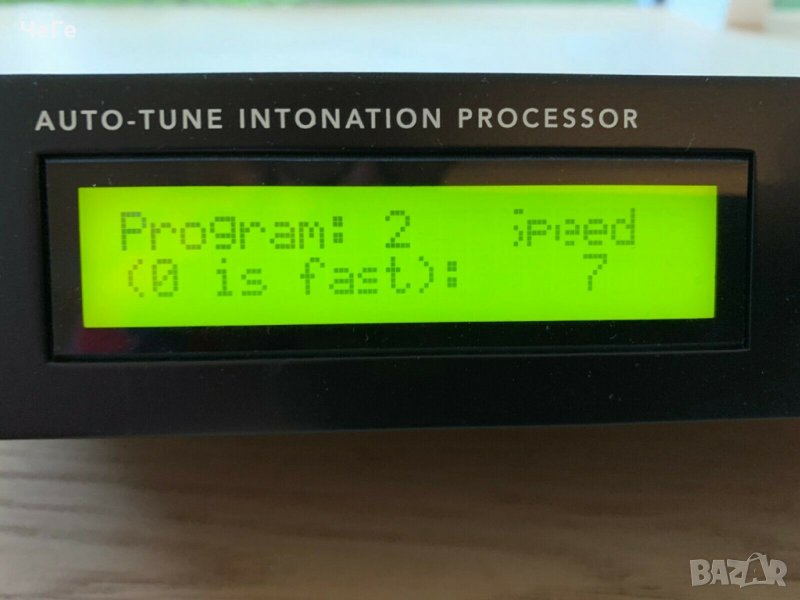 ЧеГе
AUTO-TUNE INTONATION PROCESSOR
Program: 2 Speed
(0 is fast): 7
BAZAR